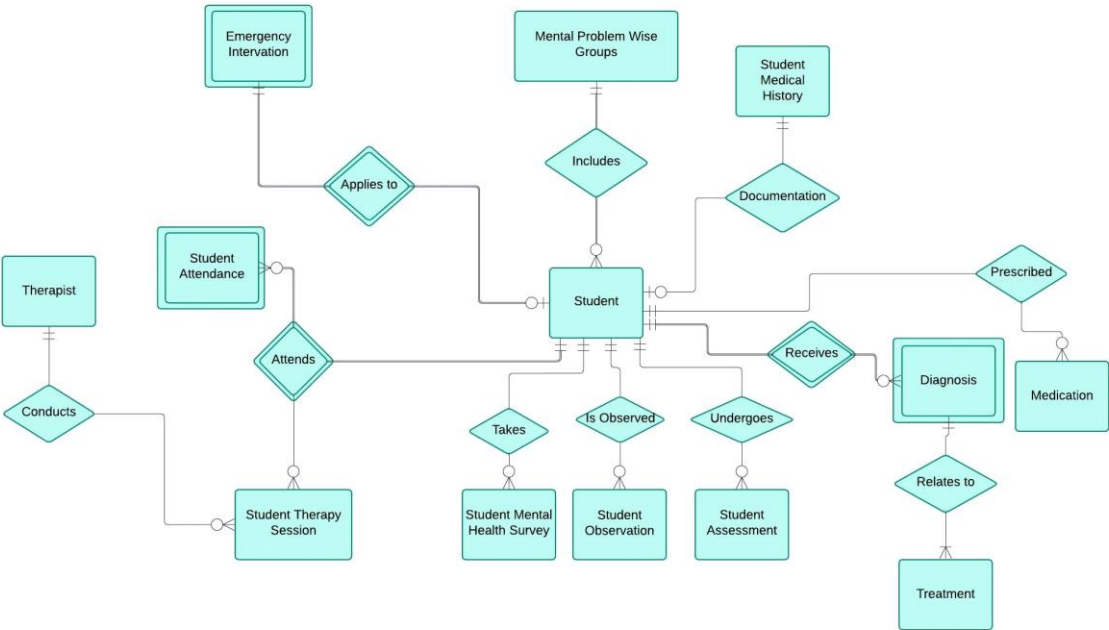 Emergency
Intervation
Mental Problem Wise
Groups
Student
Medical
History
Applies to
Includes
Documentation
Student
Attendance
Therapist
Student
Prescribed
Attends
Receives
Diagnosis
Medication
Conducts
Takes
Is Observed
Undergoes
Relates to
Student Therapy
Session
Student Mental
Health Survey
Student
Observation
Student
Assessment
Treatment